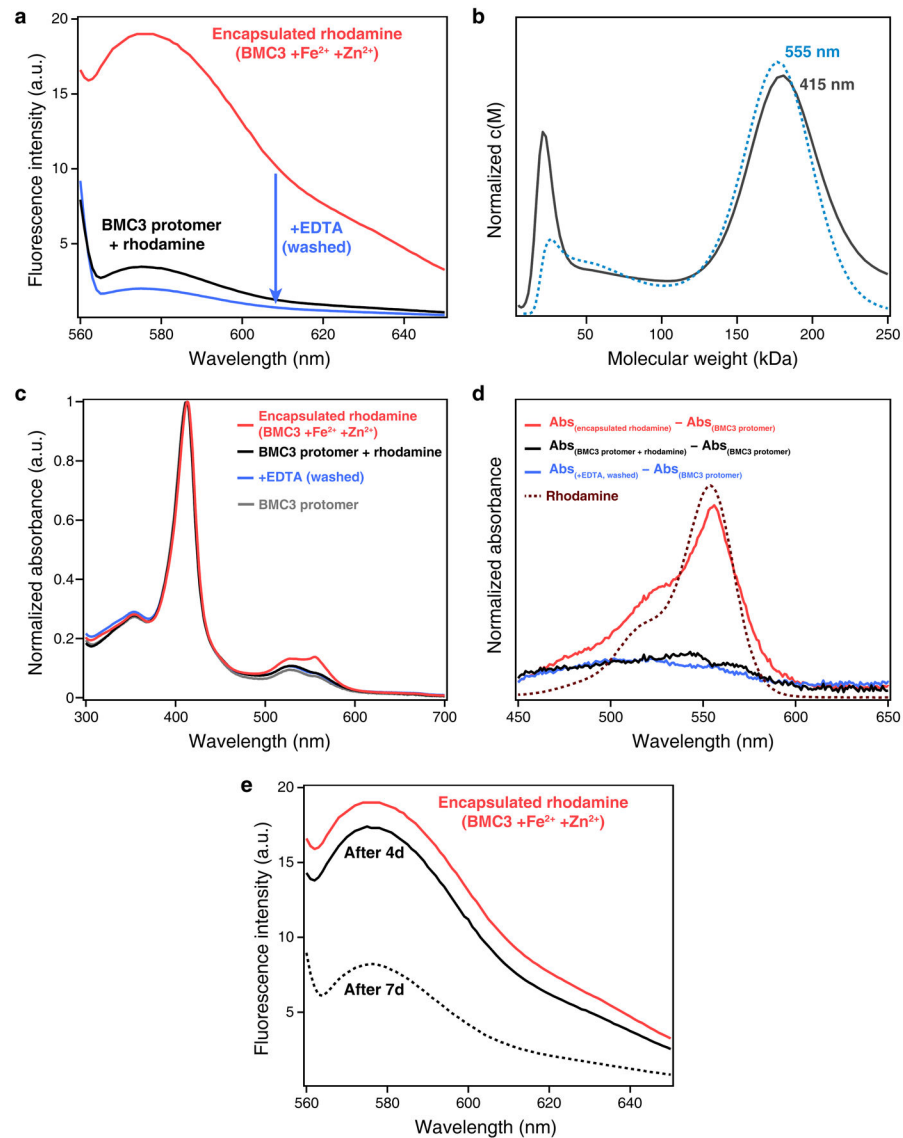 a
20
15
10
5
560
580
600
620
640
Fluorescence intensity (a.u.)
Wavelength (nm)
Encapsulated rhodamine
(BMC3 +Fe²⁺ +Zn²⁺)
BMC3 protomer
+ rhodamine
+EDTA
(washed)
b
Normalized c(M)
555 nm
415 nm
50
100
150
200
250
Molecular weight (kDa)
c
1
0.8
0.6
0.4
0.2
0
300
400
500
600
700
Normalized absorbance (a.u.)
Wavelength (nm)
Encapsulated rhodamine
(BMC3 +Fe²⁺ +Zn²⁺)
BMC3 protomer + rhodamine
+EDTA (washed)
BMC3 protomer
d
Normalized absorbance
Abs(encapsulated rhodamine) – Abs(BMC3 protomer)
Abs(BMC3 protomer + rhodamine) – Abs(BMC3 protomer)
Abs(+EDTA, washed) – Abs(BMC3 protomer)
Rhodamine
450
500
550
600
650
Wavelength (nm)
e
20
15
10
5
560
580
600
620
640
Fluorescence intensity (a.u.)
Wavelength (nm)
Encapsulated rhodamine
(BMC3 +Fe²⁺ +Zn²⁺)
After 4d
After 7d